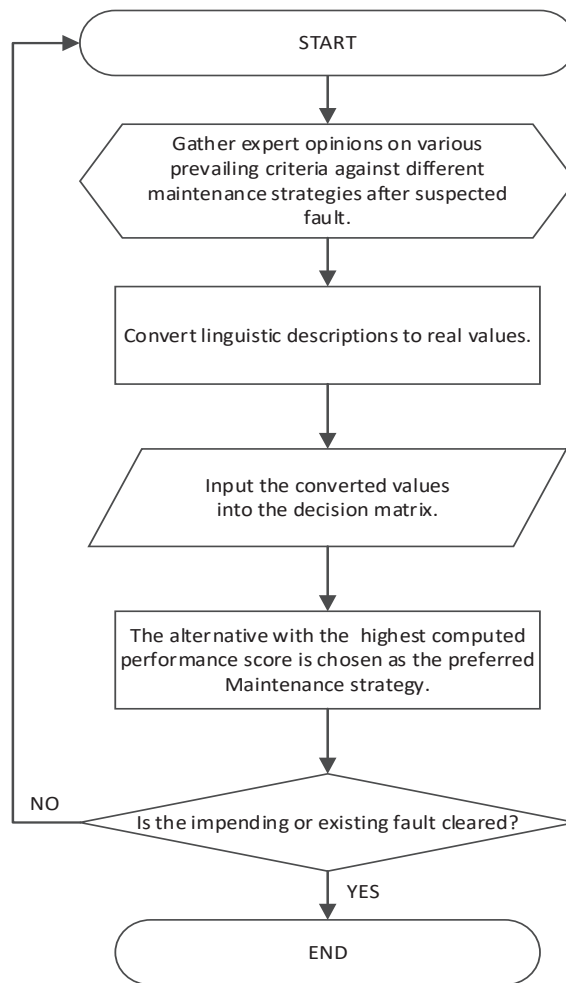 START
Gather expert opinions on various
prevailing criteria against different
maintenance strategies after suspected
fault.
Convert linguistic descriptions to real values.
Input the converted values
into the decision matrix.
The alternative with the highest computed
performance score is chosen as the preferred
Maintenance strategy.
NO
Is the impending or existing fault cleared?
YES
END